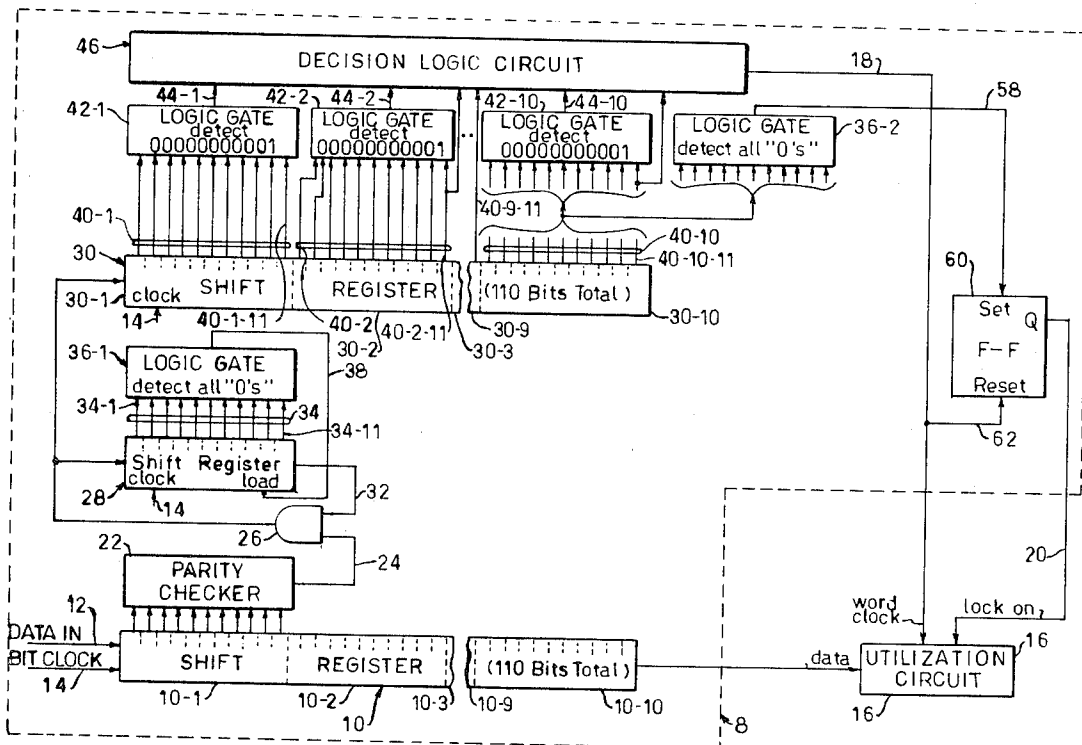 46
DECISION LOGIC CIRCUIT
18
44-1
42-2
44-2
42-10
44-10
58
42-1
LOGIC GATE
detect
00000000001
LOGIC GATE
detect
00000000001
LOGIC GATE
detect
00000000001
LOGIC GATE
detect all "0's"
36-2
40-1
40-9-11
40-10
40-10-11
30
30-1
clock
SHIFT
REGISTER
(110 Bits Total)
30-10
14
40-1-11
40-2
40-2-11
30-2
30-3
30-9
60
Set
Q
F-F
Reset
62
36-1
LOGIC GATE
detect all "0's"
38
34-1
34
34-11
Shift Register
clock
load
28
14
32
26
22
PARITY
CHECKER
24
20
12
DATA IN
BIT CLOCK
14
SHIFT
REGISTER
(110 Bits Total)
10-1
10-2
10
10-3
10-9
10-10
8
word
clock
lock on
data
UTILIZATION
CIRCUIT
16
16